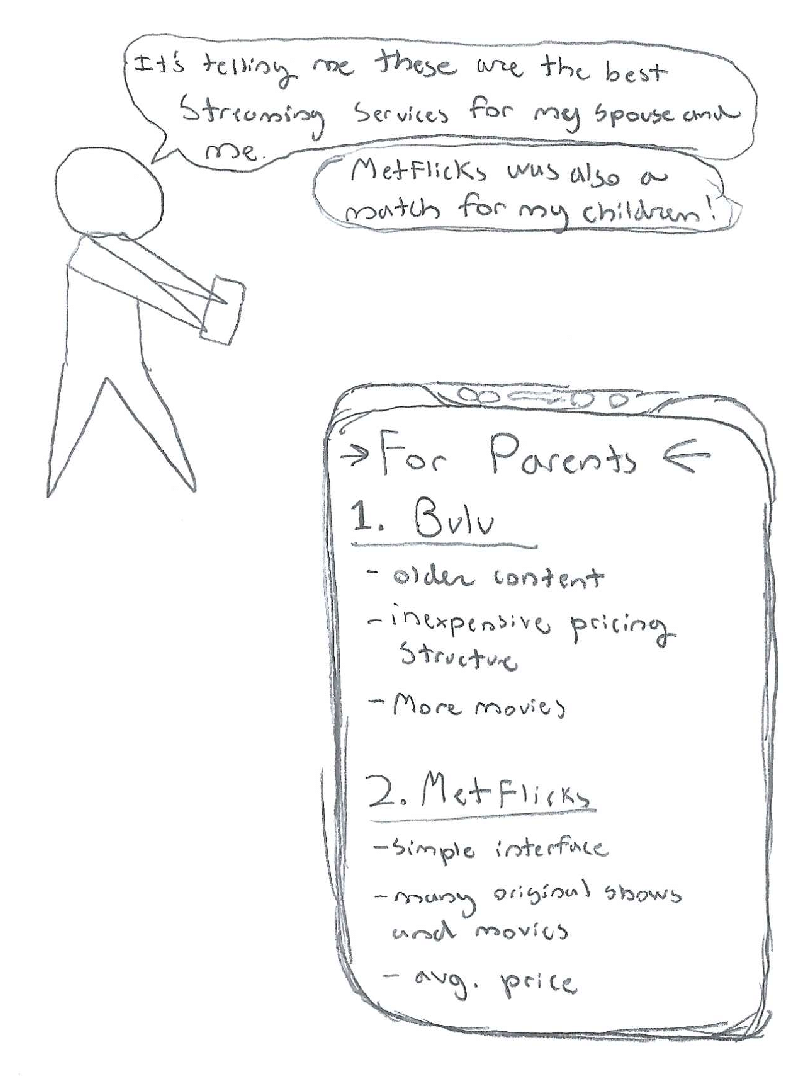 It's telling me these are the best
Streaming Services for my spouse and
me.
MetFlicks was also a
match for my children!
→ For Parents ←
1. Bulu
- older content
- inexpensive pricing
structure
- More movies
2. MetFlicks
- simple interface
- many original shows
and movies
- avg. price